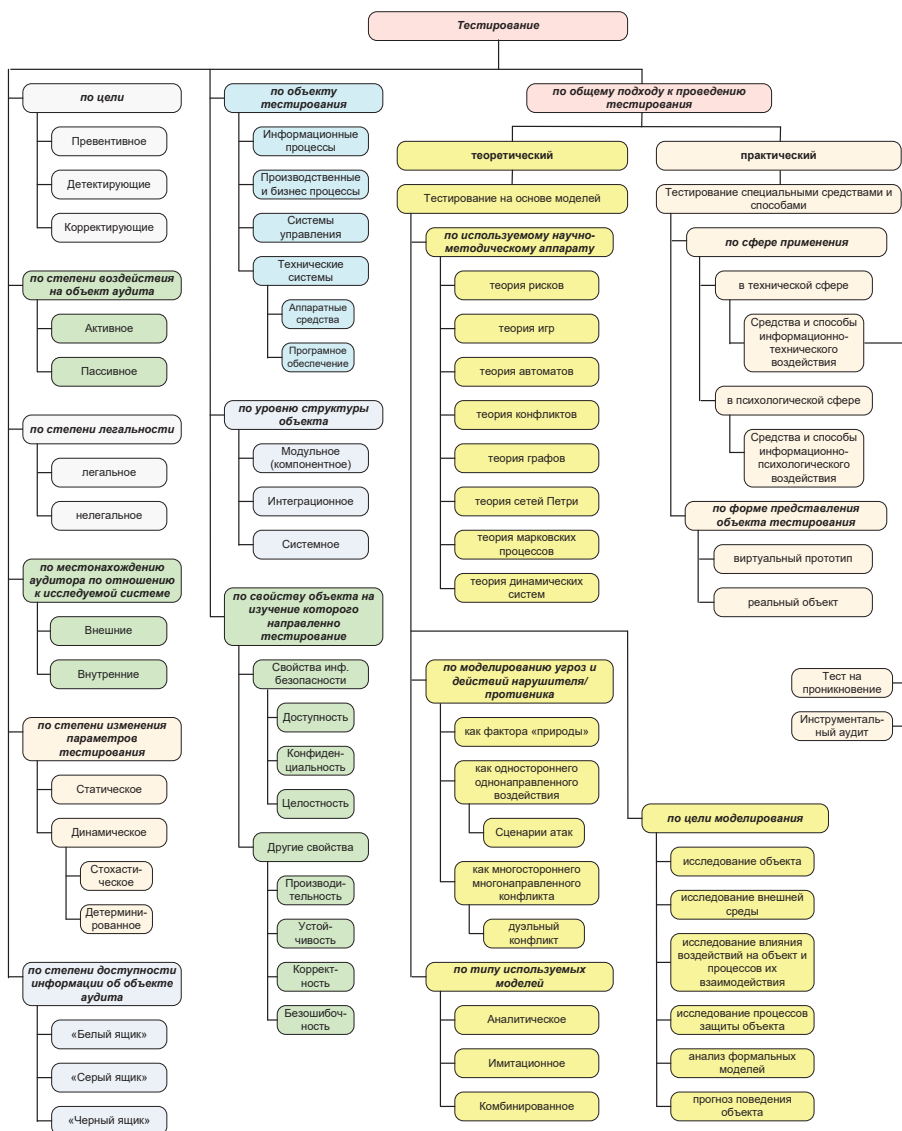 Тестирование
по цели
Превентивное
Детектирующие
Корректирующие
по степени воздействия
на объект аудита
Активное
Пассивное
по степени легальности
легальное
нелегальное
по местонахождению
аудитора по отношению
к исследуемой системе
Внешние
Внутренние
по степени изменения
параметров
тестирования
Статическое
Динамическое
Стохасти-
ческое
Детермини-
рованное
по степени доступности
информации об объекте
аудита
«Белый ящик»
«Серый ящик»
«Черный ящик»
по объекту
тестирования
Информационные
процессы
Производственные
и бизнес процессы
Системы
управления
Технические
системы
Аппаратные
средства
Програмное
обеспечение
по уровню структуры
объекта
Модульное
(компонентное)
Интеграционное
Системное
по свойству объекта на
изучение которого
направленно
тестирование
Свойства инф.
безопасности
Доступность
Конфиден-
циальность
Целостность
Другие свойства
Производи-
тельность
Устой-
чивость
Коррект-
ность
Безошибоч-
ность
по общему подходу к проведению
тестирования
теоретический
Тестирование на основе моделей
по используемому научно-
методическому аппарату
теория рисков
теория игр
теория автоматов
теория конфликтов
теория графов
теория сетей Петри
теория марковских
процессов
теория динамических
систем
по моделированию угроз и
действий нарушителя/
противника
как фактора «природы»
как одностороннего
однонаправленного
воздействия
Сценарии атак
как многостороннего
многонаправленного
конфликта
дуэльный
конфликт
по типу используемых
моделей
Аналитическое
Имитационное
Комбинированное
по цели моделирования
исследование объекта
исследование внешней
среды
исследование влияния
воздействий на объект и
процессов их
взаимодействия
исследование процессов
защиты объекта
анализ формальных
моделей
прогноз поведения
объекта
практический
Тестирование специальными средствами и
способами
по сфере применения
в технической сфере
Средства и способы
информационно-
технического
воздействия
в психологической сфере
Средства и способы
информационно-
психологического
воздействия
по форме представления
объекта тестирования
виртуальный прототип
реальный объект
Тест на
проникновение
Инструменталь-
ный аудит